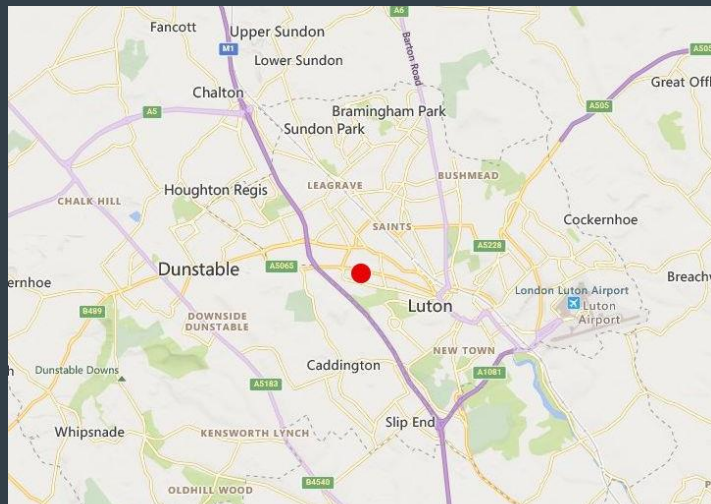 Fancott
Upper Sundon
A6
M1
Lower Sundon
Barton Road
A505
Chalton
Great Offl
A505
A5
Bramingham Park
Sundon Park
BUSHMEAD
LEAGRAVE
Houghton Regis
CHALK HILL
SAINTS
Cockernhoe
A5228
Dunstable
A5065
ernhoe
Breachw
London Luton Airport
Luton
Airport
Luton
B489
DOWNSIDE
DUNSTABLE
NEW TOWN
Caddington
Dunstable Downs
A1081
h
A5183
Slip End
Whipsnade
KENSWORTH LYNCH
B4540
OLDHILL WOOD
P